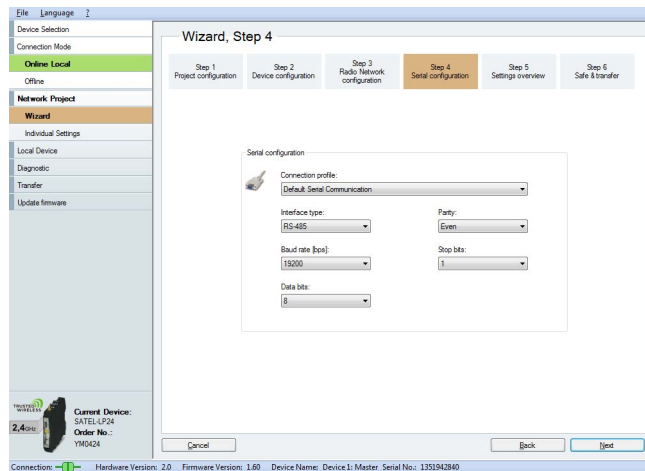 File Language ?
Device Selection
Connection Mode
Online Local
Offline
Network Project
Wizard
Individual Settings
Local Device
Diagnostic
Transfer
Update firmware
Wizard, Step 4
Step 1
Project configuration
Step 2
Device configuration
Step 3
Radio Network
configuration
Step 4
Serial configuration
Step 5
Settings overview
Step 6
Safe & transfer
Serial configuration
Connection profile:
Default Serial Communication
Interface type:
RS-485
Parity:
Even
Baud rate [bps]:
19200
Stop bits:
1
Data bits:
8
TRUSTED
WIRELESS
2,4GHz
Current Device:
SATEL-LP24
Order No.:
YM0424
Cancel
Back
Next
Connection: Hardware Version: 2.0 Firmware Version: 1.60 Device Name: Device 1: Master Serial No.: 1351942840